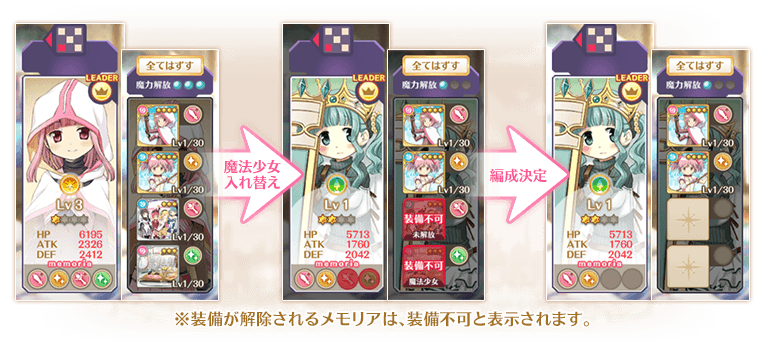 LEADER
Lv 3
HP 6195
ATK 2326
DEF 2412
memoria
全てはずす
魔力解放
Lv1/30
Lv1/30
Lv1/30
Lv1/30
魔法少女
入れ替え
LEADER
Lv 1
HP 5713
ATK 1760
DEF 2042
memoria
全てはずす
魔力解放
Lv1/30
Lv1/30
装備不可
未解放
装備不可
魔法少女
編成決定
LEADER
Lv 1
HP 5713
ATK 1760
DEF 2042
memoria
全てはずす
魔力解放
Lv1/30
Lv1/30
※装備が解除されるメモリアは、装備不可と表示されます。